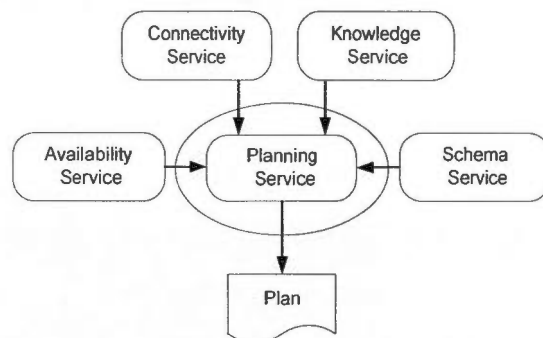 Connectivity
Service
Knowledge
Service
Availability
Service
Planning
Service
Schema
Service
Plan